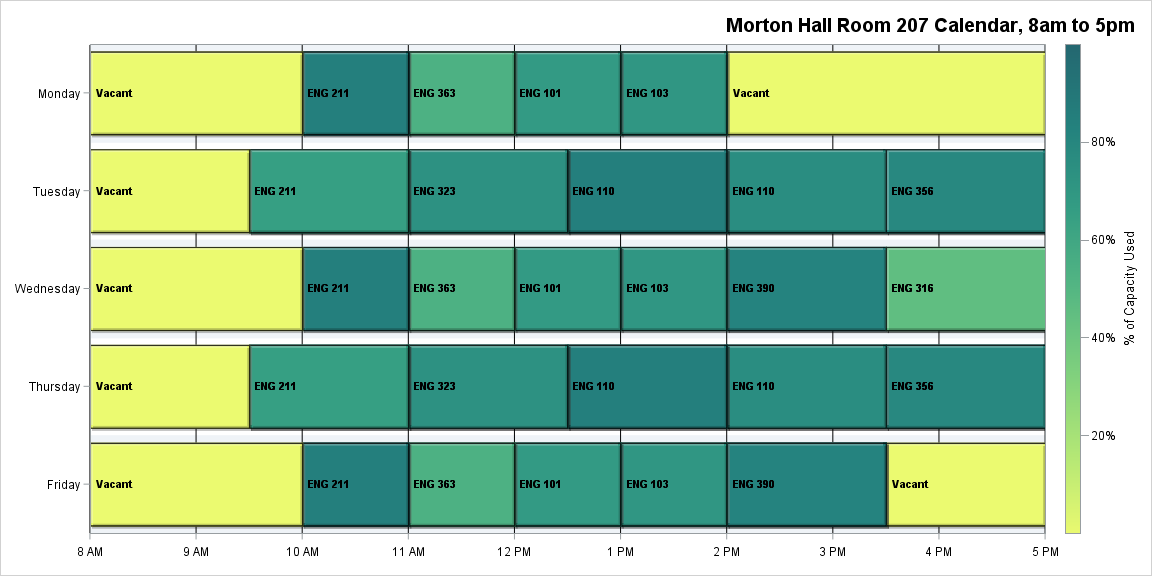 Morton Hall Room 207 Calendar, 8am to 5pm
Monday
Vacant
ENG 211
ENG 363
ENG 101
ENG 103
Vacant
Tuesday
Vacant
ENG 211
ENG 323
ENG 110
ENG 110
ENG 356
Wednesday
Vacant
ENG 211
ENG 363
ENG 101
ENG 103
ENG 390
ENG 316
Thursday
Vacant
ENG 211
ENG 323
ENG 110
ENG 110
ENG 356
Friday
Vacant
ENG 211
ENG 363
ENG 101
ENG 103
ENG 390
Vacant
8 AM
9 AM
10 AM
11 AM
12 PM
1 PM
2 PM
3 PM
4 PM
5 PM
80%
60%
40%
20%
% of Capacity Used